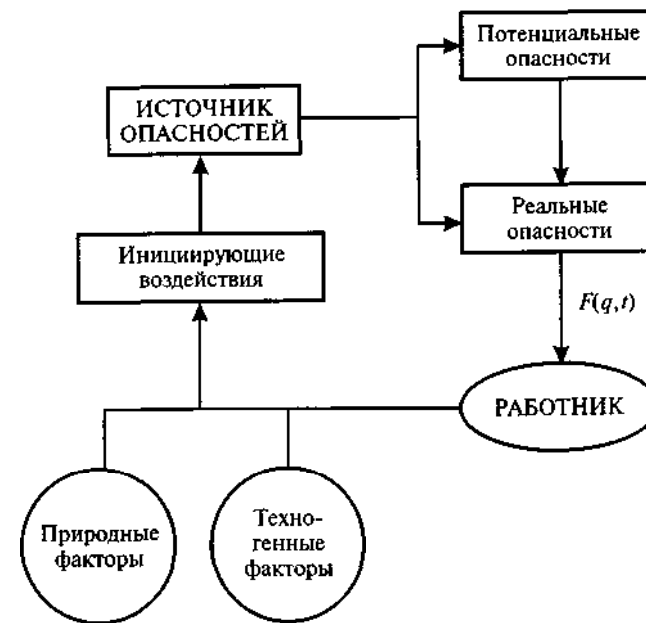 Потенциальные
опасности
ИСТОЧНИК
ОПАСНОСТЕЙ
Реальные
опасности
Инициирующие
воздействия
F(q,t)
РАБОТНИК
Природные
факторы
Техно-
генные
факторы